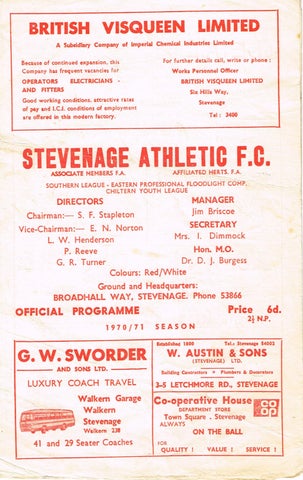 BRITISH VISQUEEN LIMITED
A Subsidiary Company of Imperial Chemical Industries Limited
Because of continued expansion, this Company has frequent vacancies for
OPERATORS ELECTRICIANS - AND FITTERS
Good working conditions, attractive rates of pay and I.C.I. conditions of employment are offered in this modern factory.
For further details call, write or phone :
Works Personnel Officer
BRITISH VISQUEEN LIMITED
Six Hills Way,
Stevenage
Tel : 3400
STEVENAGE ATHLETIC F.C.
ASSOCIATE MEMBERS F.A. AFFILIATED HERTS. F.A.
SOUTHERN LEAGUE - EASTERN PROFESSIONAL FLOODLIGHT COMP.
CHILTERN YOUTH LEAGUE
DIRECTORS
Chairman:— S. F. Stapleton
Vice-Chairman:— E. N. Norton
L. W. Henderson
P. Reeve
G. R. Turner
MANAGER
Jim Briscoe
SECRETARY
Mrs. I. Dimmock
Hon. M.O.
Dr. D. J. Burgess
Colours: Red/White
Ground and Headquarters:
BROADHALL WAY, STEVENAGE. Phone 53866
OFFICIAL PROGRAMME Price 6d.
2½ N.P.
1970/71 SEASON
G. W. SWORDER
AND SONS LTD.
LUXURY COACH TRAVEL
Walkern Garage
Walkern
Stevenage
Walkern 238
41 and 29 Seater Coaches
Established 1800 Tel.: Stevenage 54002
W. AUSTIN & SONS
(STEVENAGE) LTD.
Building Contractors • Plumbers & Decorators
3-5 LETCHMORE RD., STEVENAGE
Co-operative House
DEPARTMENT STORE
Town Square . Stevenage
CO OP
Always
ON THE BALL
FOR
QUALITY ! VALUE ! SERVICE !